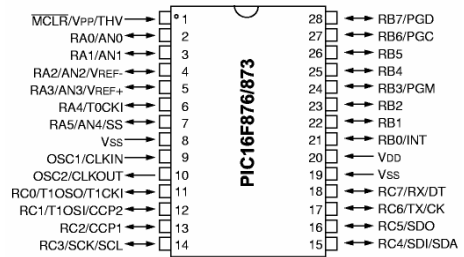 MCLR/VPP/THV 1 28 RB7/PGD
RA0/AN0 2 27 RB6/PGC
RA1/AN1 3 26 RB5
RA2/AN2/VREF- 4 25 RB4
RA3/AN3/VREF+ 5 24 RB3/PGM
RA4/T0CKI 6 23 RB2
RA5/AN4/SS 7 22 RB1
VSS 8 21 RB0/INT
OSC1/CLKIN 9 20 VDD
OSC2/CLKOUT 10 19 VSS
RC0/T1OSO/T1CKI 11 18 RC7/RX/DT
RC1/T1OSI/CCP2 12 17 RC6/TX/CK
RC2/CCP1 13 16 RC5/SDO
RC3/SCK/SCL 14 15 RC4/SDI/SDA
PIC16F876/873